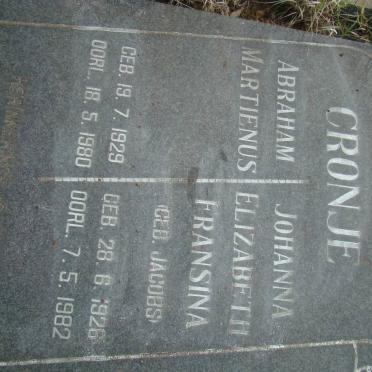 CRONJE
ABRAHAM
MARTIENUS
GEB. 19. 7. 1929
OORL. 18. 5. 1980
JOHANNA
ELIZABETH
FRANSINA
(GEB. JACOBS)
GEB. 28. 6. 1926
OORL. 7. 5. 1982